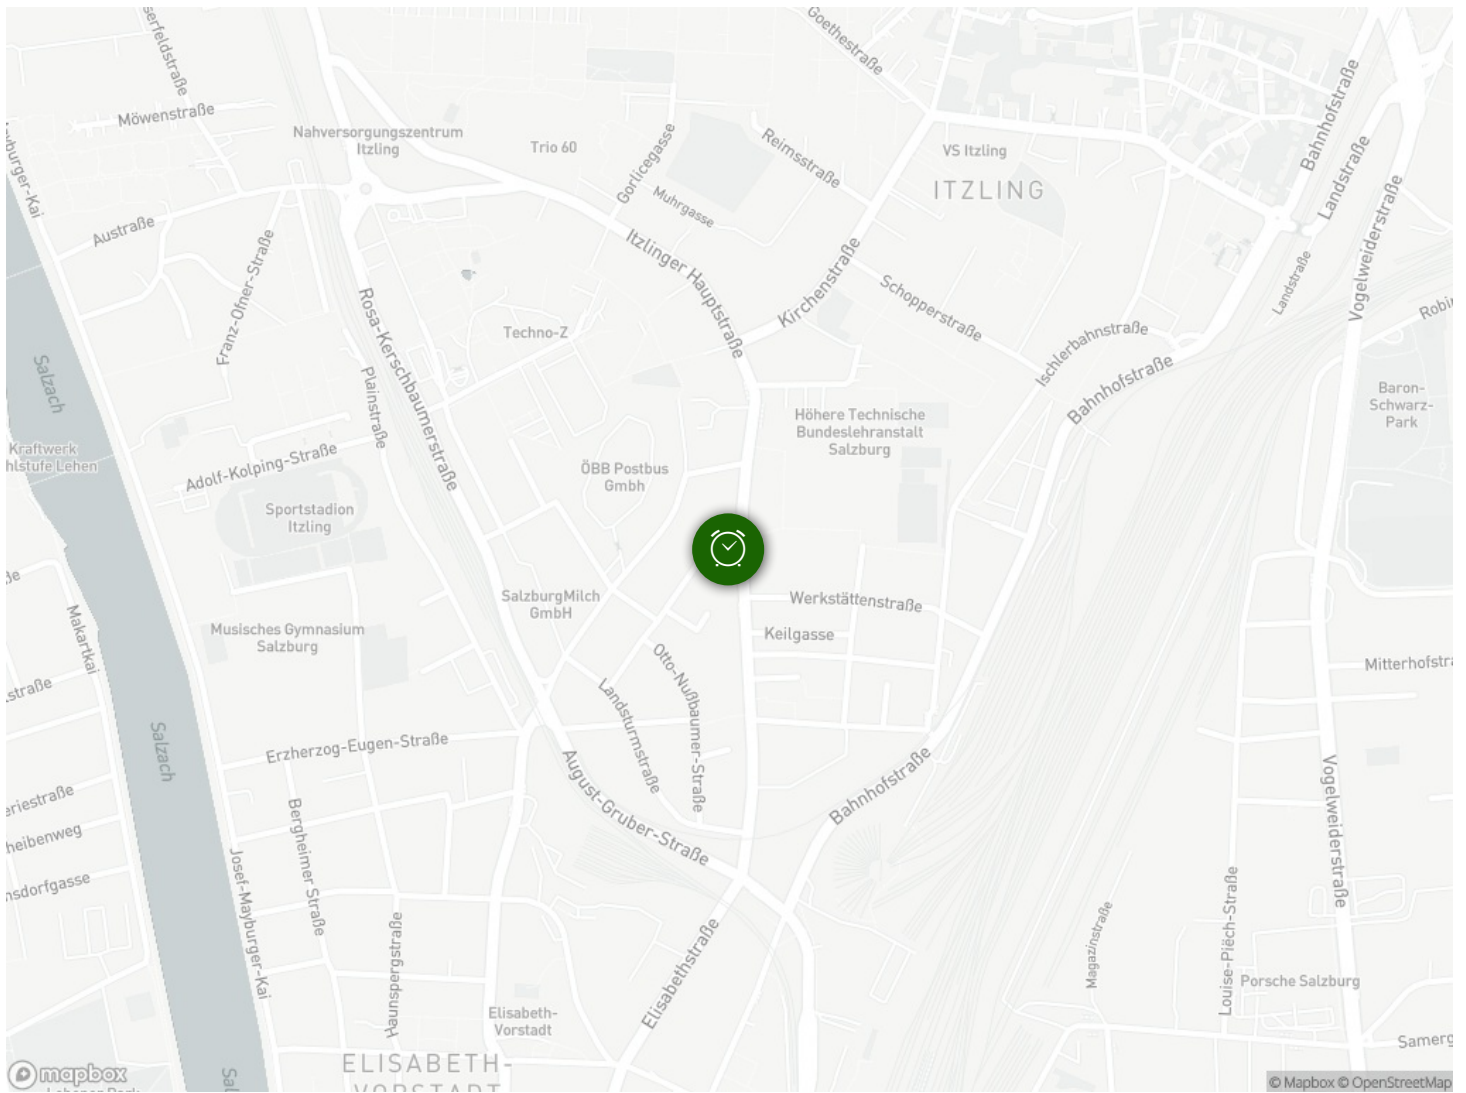 Goethestraße
Möwenstraße
Nahversorgungszentrum
Itzling
Trio 60
Gorlicegasse
Reimsstraße
VS Itzling
ITZLING
Bahnhofstraße
Landstraße
Vogelweiderstraße
Muhrgasse
Austraße
Franz-Ofner-Straße
Itzlinger Hauptstraße
Kirchenstraße
Schopperstraße
Landstraße
Ischlerbahnstraße
Bahnhofstraße
Techno-Z
Rosa-Kerschbaumerstraße
Plainstraße
Salzach
Baron-
Schwarz-
Park
Höhere Technische
Bundeslehranstalt
Salzburg
Kraftwerk
Lehen
Adolf-Kolping-Straße
ÖBB Postbus
Gmbh
Sportstadion
Itzling
SalzburgMilch
GmbH
Werkstättenstraße
Keilgasse
Makartkai
Musisches Gymnasium
Salzburg
Otto-Nußbaumer-Straße
Landsturmstraße
Salzach
Erzherzog-Eugen-Straße
August-Gruber-Straße
Bahnhofstraße
Vogelweiderstraße
Bergheimer Straße
Josef-Mayburger-Kai
Haunspergstraße
Elisabethstraße
Magazinstraße
Louise-Piëch-Straße
Porsche Salzburg
Elisabeth-
Vorstadt
ELISABETH-
VORSTADT
mapbox
© Mapbox © OpenStreetMap